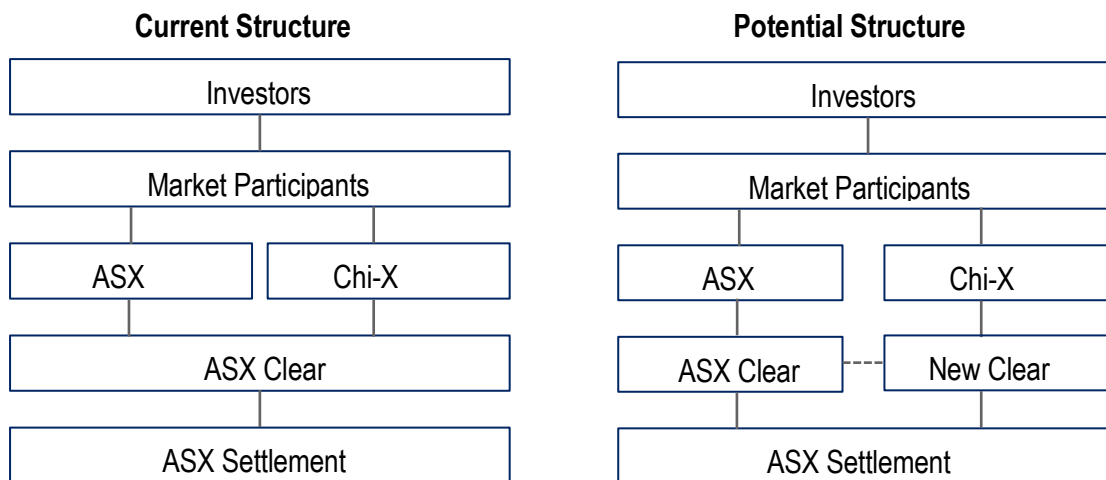 Current Structure
Investors
Market Participants
ASX
Chi-X
ASX Clear
ASX Settlement
Potential Structure
Investors
Market Participants
ASX
Chi-X
ASX Clear
New Clear
ASX Settlement